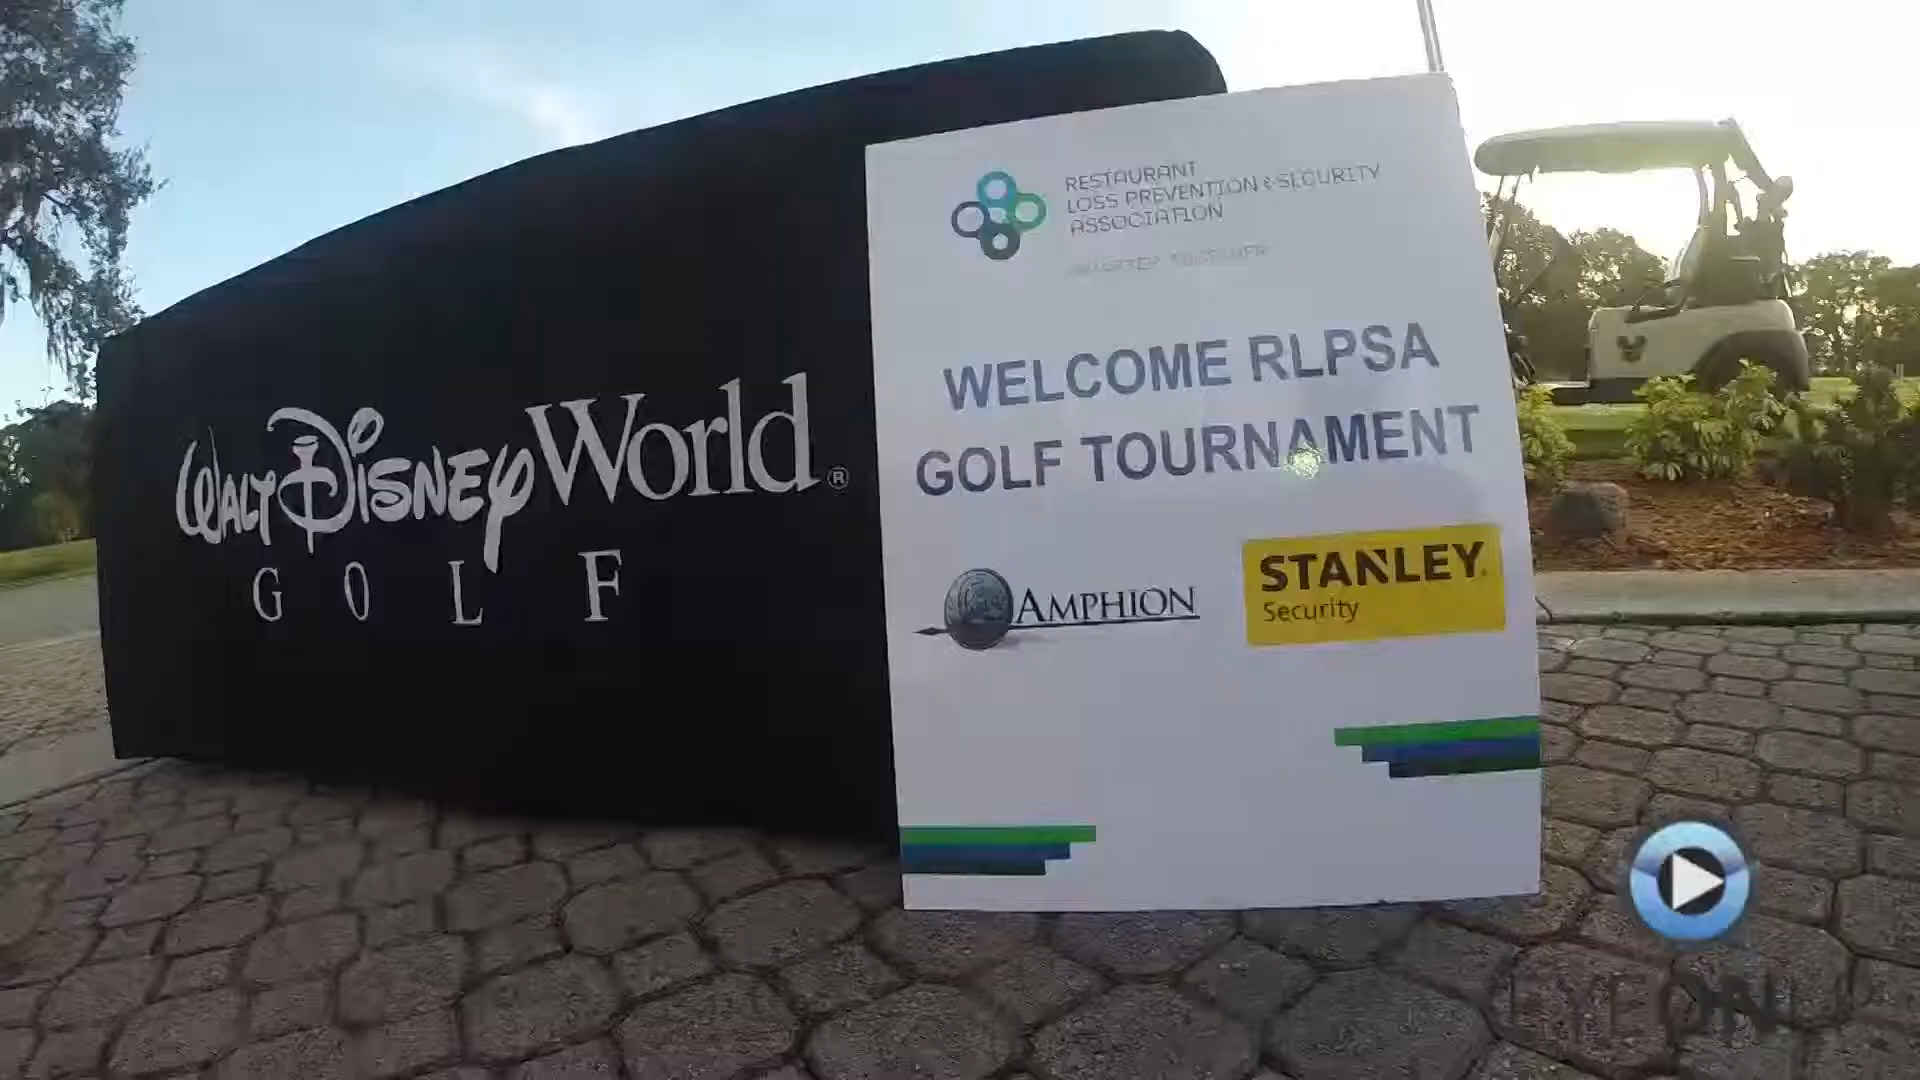 WALT DISNEY World ®
GOLF
RESTAURANT
LOSS PREVENTION & SECURITY
ASSOCIATION
WELCOME RLPSA
GOLF TOURNAMENT
AMPHION
STANLEY
Security